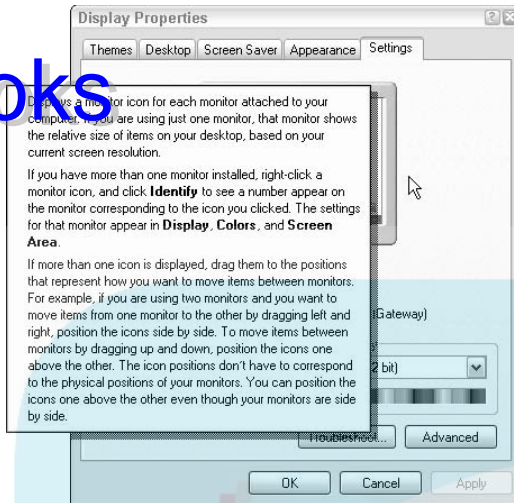 Display Properties
Themes Desktop Screen Saver Appearance Settings
oks
Displays a monitor icon for each monitor attached to your
computer. If you are using just one monitor, that monitor shows
the relative size of items on your desktop, based on your
current screen resolution.
If you have more than one monitor installed, right-click a
monitor icon, and click Identify to see a number appear on
the monitor corresponding to the icon you clicked. The settings
for that monitor appear in Display, Colors, and Screen
Area.
If more than one icon is displayed, drag them to the positions
that represent how you want to move items between monitors.
For example, if you are using two monitors and you want to
move items from one monitor to the other by dragging left and
right, position the icons side by side. To move items between
monitors by dragging up and down, position the icons one
above the other. The icon positions don't have to correspond
to the physical positions of your monitors. You can position the
icons one above the other even though your monitors are side
by side.
Gateway)
2 bit)
Troubleshoot... Advanced
OK Cancel Apply